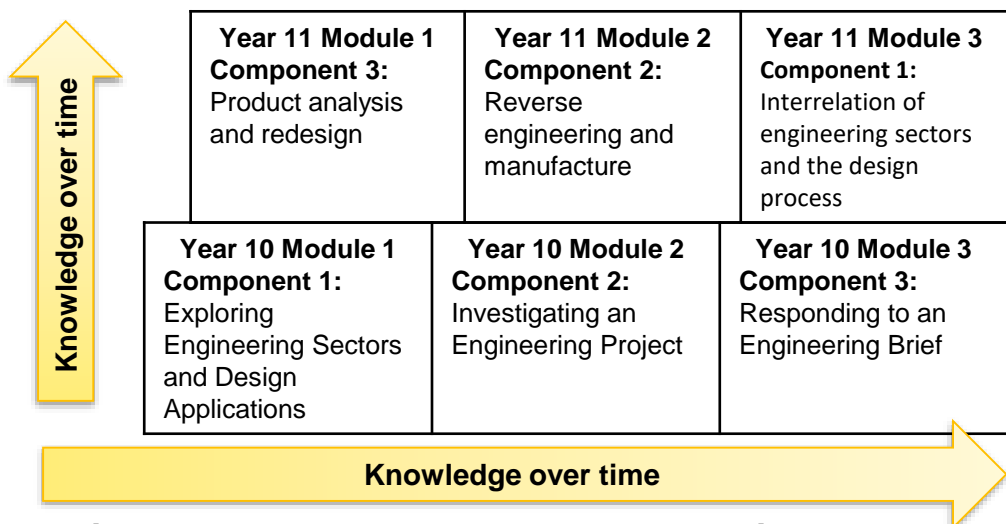 Knowledge over time
Year 11 Module 1
Component 3:
Product analysis
and redesign
Year 11 Module 2
Component 2:
Reverse
engineering and
manufacture
Year 11 Module 3
Component 1:
Interrelation of
engineering sectors
and the design
process
Year 10 Module 1
Component 1:
Exploring
Engineering Sectors
and Design
Applications
Year 10 Module 2
Component 2:
Investigating an
Engineering Project
Year 10 Module 3
Component 3:
Responding to an
Engineering Brief
Knowledge over time